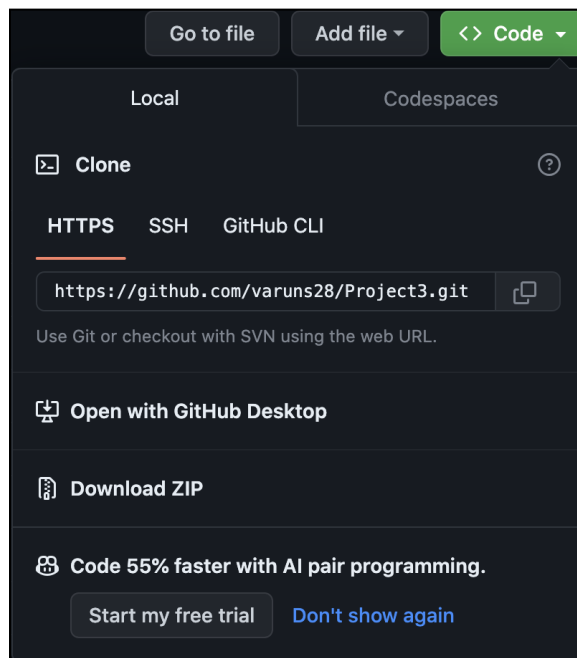 Go to file Add file <> Code
Local Codespaces
Clone
HTTPS SSH GitHub CLI
https://github.com/varuns28/Project3.git
Use Git or checkout with SVN using the web URL.
Open with GitHub Desktop
Download ZIP
Code 55% faster with AI pair programming.
Start my free trial Don't show again